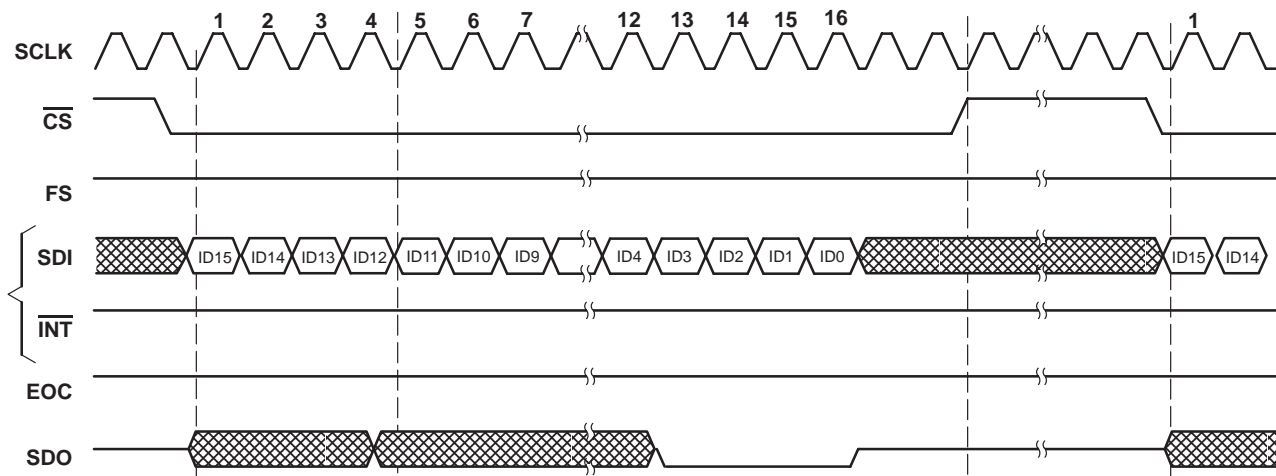 1 2 3 4 5 6 7 12 13 14 15 16 1
SCLK
CS
FS
SDI ID15 ID14 ID13 ID12 ID11 ID10 ID9 ID4 ID3 ID2 ID1 ID0 ID15 ID14
INT
EOC
SDO